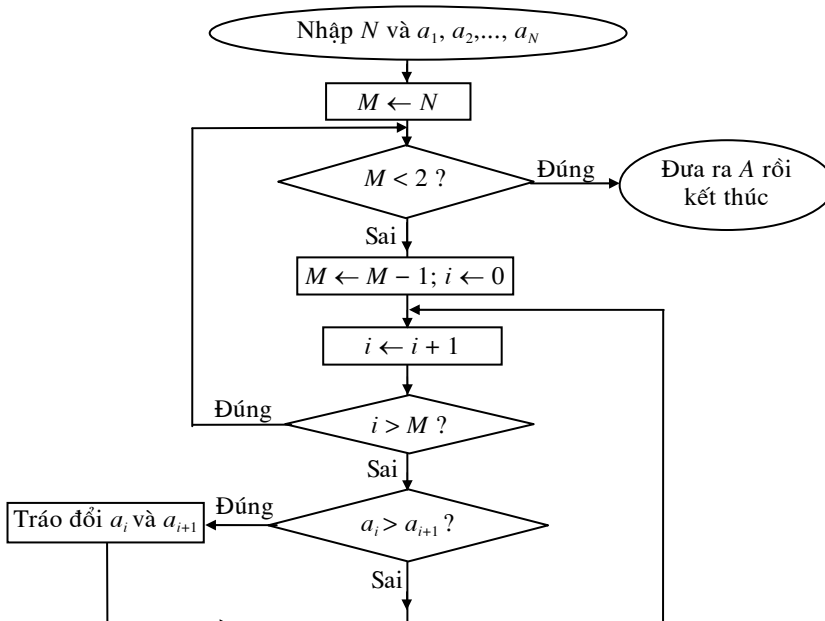 Nhập N và a₁, a₂,..., a_N
M ← N
M < 2 ?
Đúng
Đưa ra A rồi
kết thúc
Sai
M ← M − 1; i ← 0
i ← i + 1
Đúng
i > M ?
Sai
Tráo đổi aᵢ và aᵢ₊₁
Đúng
aᵢ > aᵢ₊₁ ?
Sai